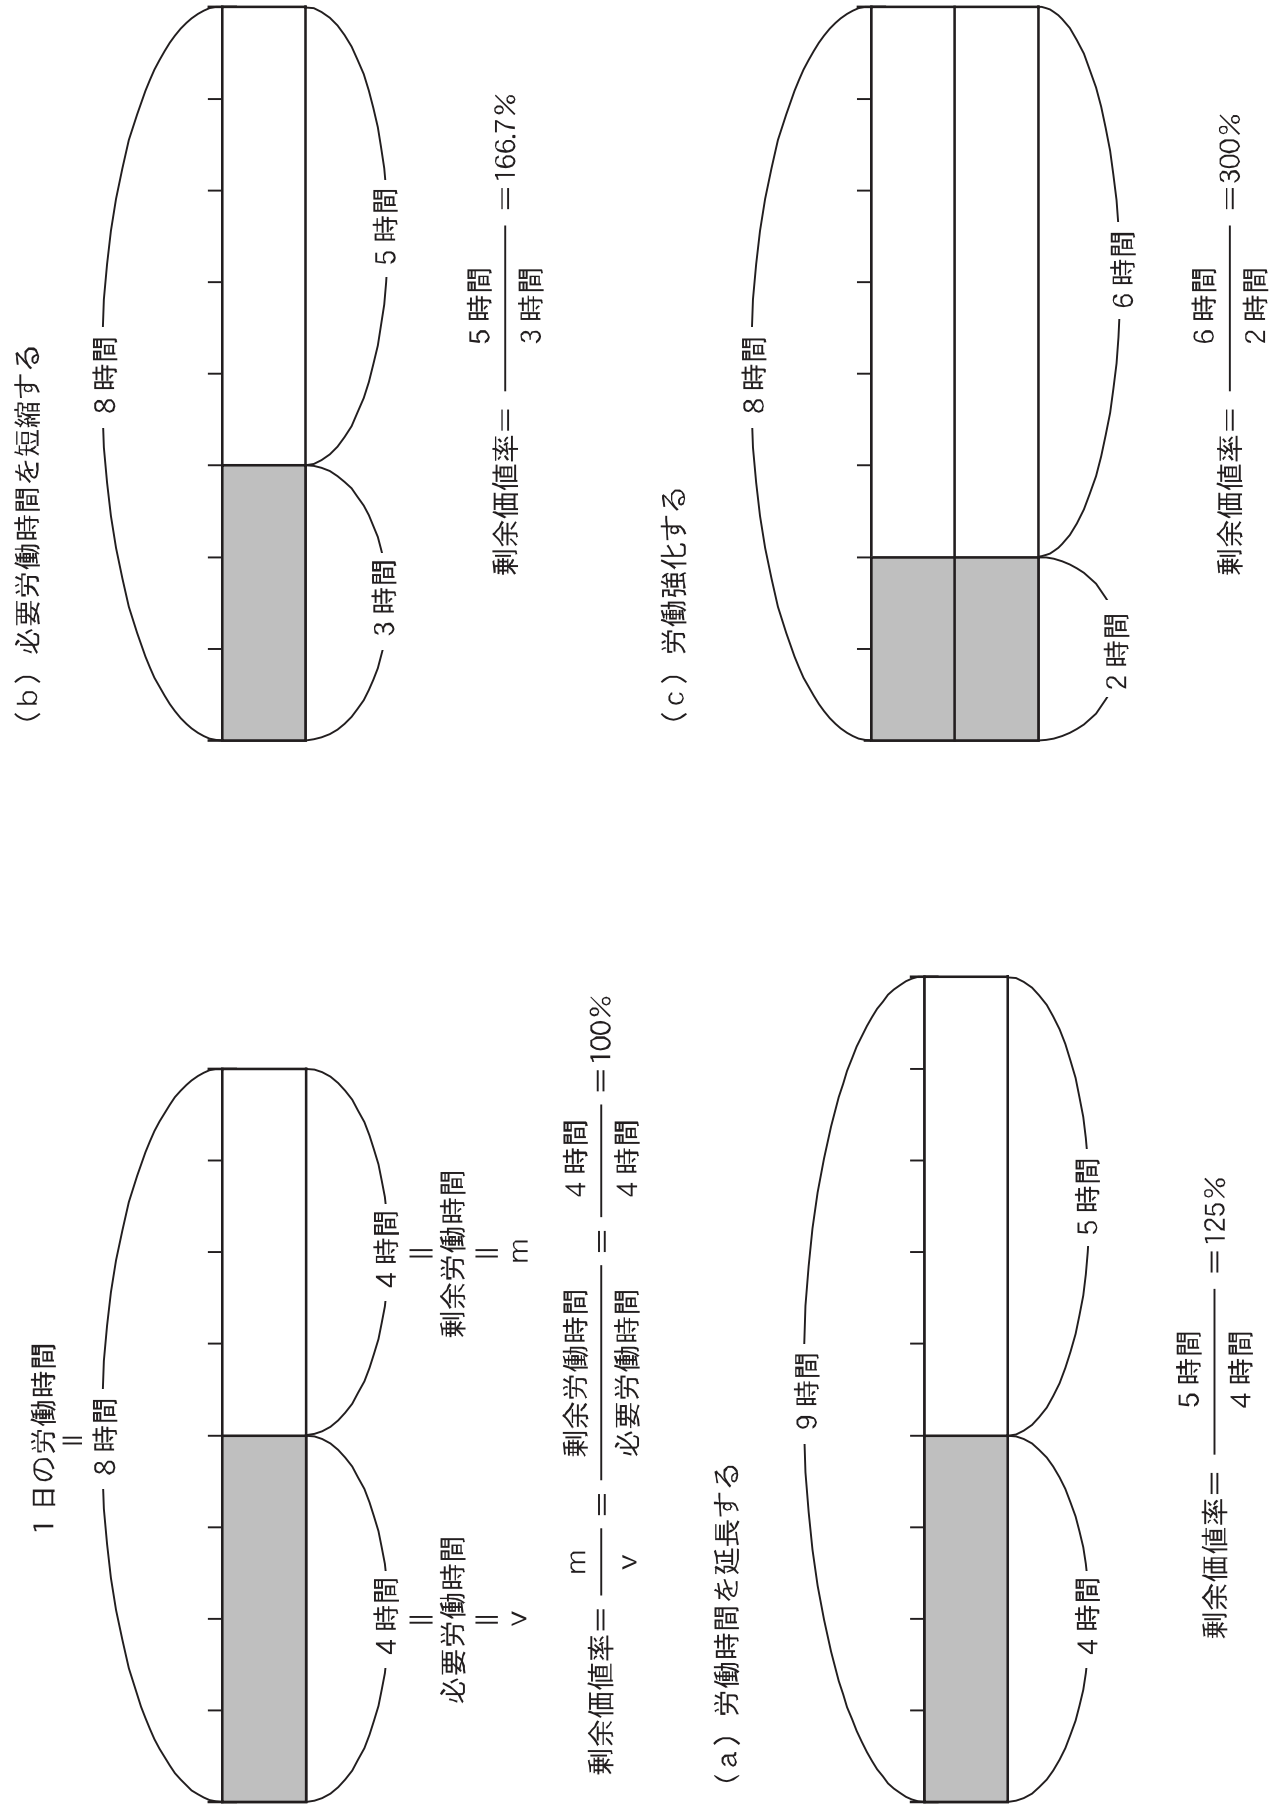 1日の労働時間
=
8時間
4時間 4時間
= =
必要労働時間 剰余労働時間
= =
v m
剰余価値率= m/v = 剰余労働時間/必要労働時間 = 4時間/4時間 =100%
(a) 労働時間を延長する
9時間
4時間 5時間
剰余価値率= 5時間/4時間 =125%
(b) 必要労働時間を短縮する
8時間
3時間 5時間
剰余価値率= 5時間/3時間 =166.7%
(c) 労働強化する
8時間
2時間 6時間
剰余価値率= 6時間/2時間 =300%